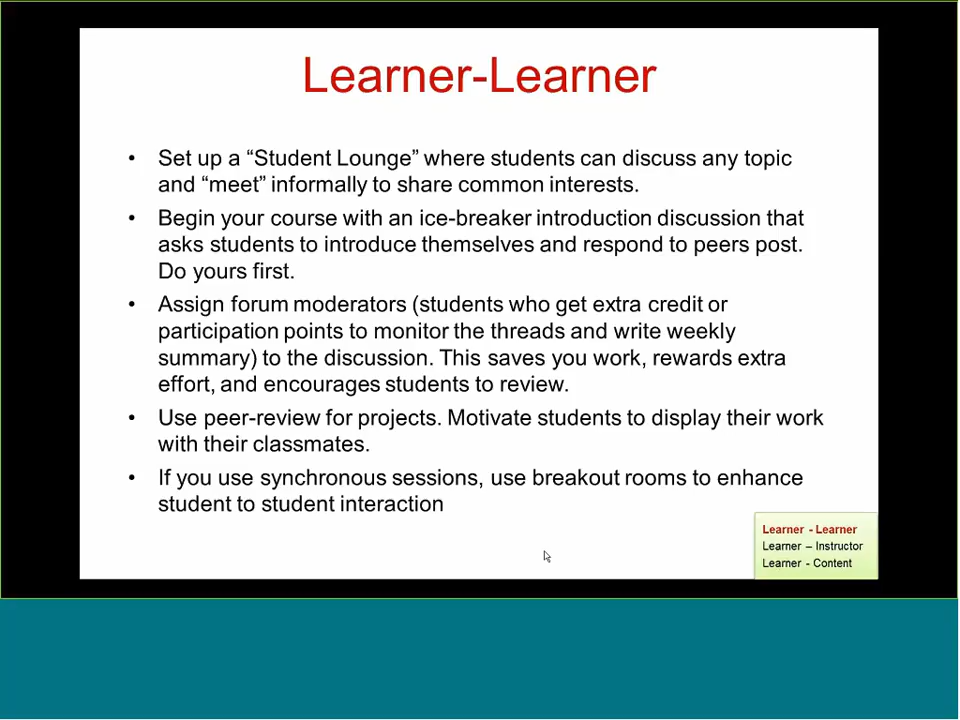 Learner-Learner
• Set up a “Student Lounge” where students can discuss any topic
and “meet” informally to share common interests.
• Begin your course with an ice-breaker introduction discussion that
asks students to introduce themselves and respond to peers post.
Do yours first.
• Assign forum moderators (students who get extra credit or
participation points to monitor the threads and write weekly
summary) to the discussion. This saves you work, rewards extra
effort, and encourages students to review.
• Use peer-review for projects. Motivate students to display their work
with their classmates.
• If you use synchronous sessions, use breakout rooms to enhance
student to student interaction
Learner - Learner
Learner – Instructor
Learner - Content